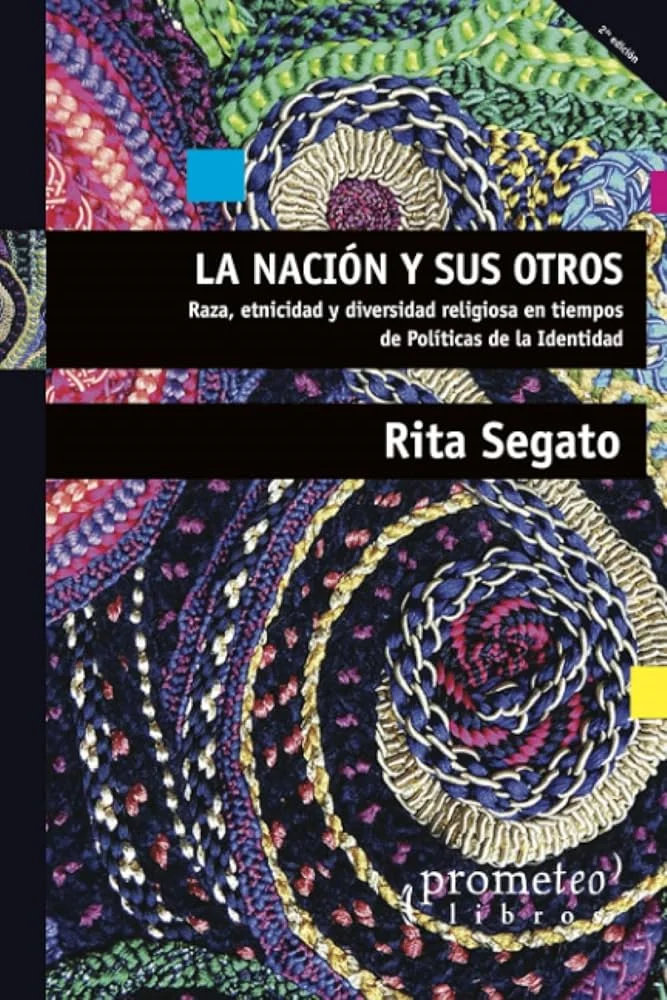 2da edición
LA NACIÓN Y SUS OTROS
Raza, etnicidad y diversidad religiosa en tiempos
de Políticas de la Identidad
Rita Segato
prometeo
libros